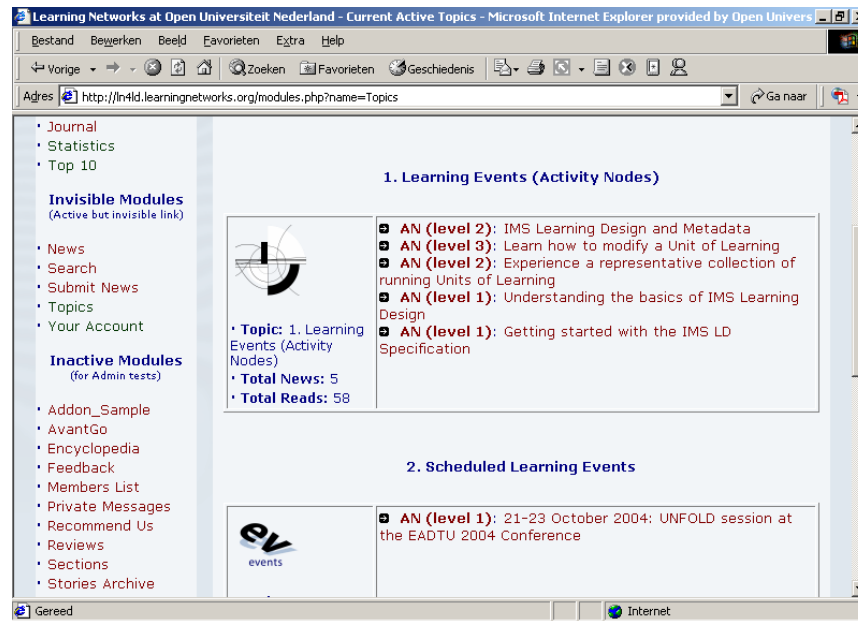 Learning Networks at Open Universiteit Nederland - Current Active Topics - Microsoft Internet Explorer provided by Open Univers
Bestand Bewerken Beeld Favorieten Extra Help
Vorige Zoeken Favorieten Geschiedenis
Adres http://ln4ld.learningnetworks.org/modules.php?name=Topics Ga naar
· Journal
· Statistics
· Top 10
Invisible Modules
(Active but invisible link)
· News
· Search
· Submit News
· Topics
· Your Account
Inactive Modules
(for Admin tests)
· Addon_Sample
· AvantGo
· Encyclopedia
· Feedback
· Members List
· Private Messages
· Recommend Us
· Reviews
· Sections
· Stories Archive
1. Learning Events (Activity Nodes)
· Topic: 1. Learning
Events (Activity
Nodes)
· Total News: 5
· Total Reads: 58
AN (level 2): IMS Learning Design and Metadata
AN (level 3): Learn how to modify a Unit of Learning
AN (level 2): Experience a representative collection of
running Units of Learning
AN (level 1): Understanding the basics of IMS Learning
Design
AN (level 1): Getting started with the IMS LD
Specification
2. Scheduled Learning Events
ev
events
AN (level 1): 21-23 October 2004: UNFOLD session at
the EADTU 2004 Conference
Gereed Internet